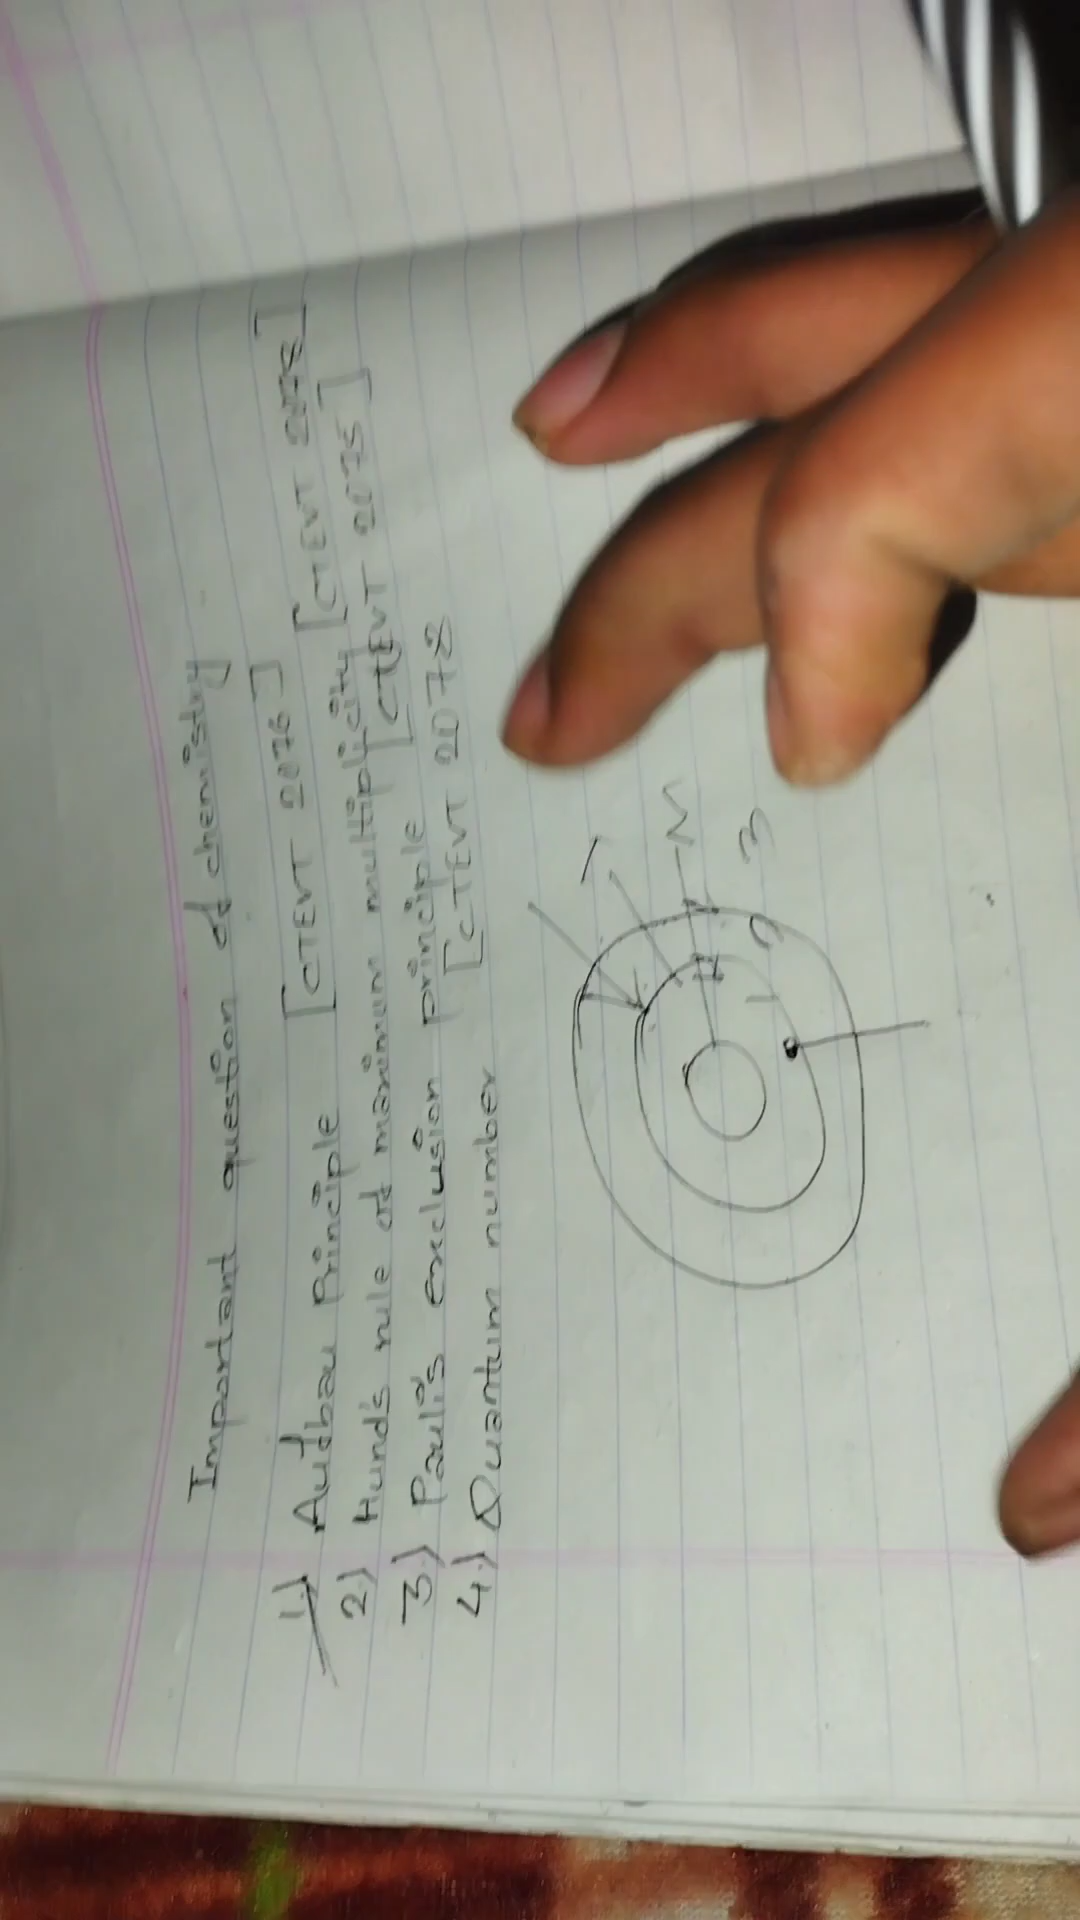 Important question of chemistry
1.) Aufbau Principle [CTEVT 2076]
2) Hund's rule of maximum multiplicity [CTEVT 2078]
3.) Pauli's exclusion principle [CTEVT 2075]
4.) Quantum number [CTEVT 2078
N
1 2 3